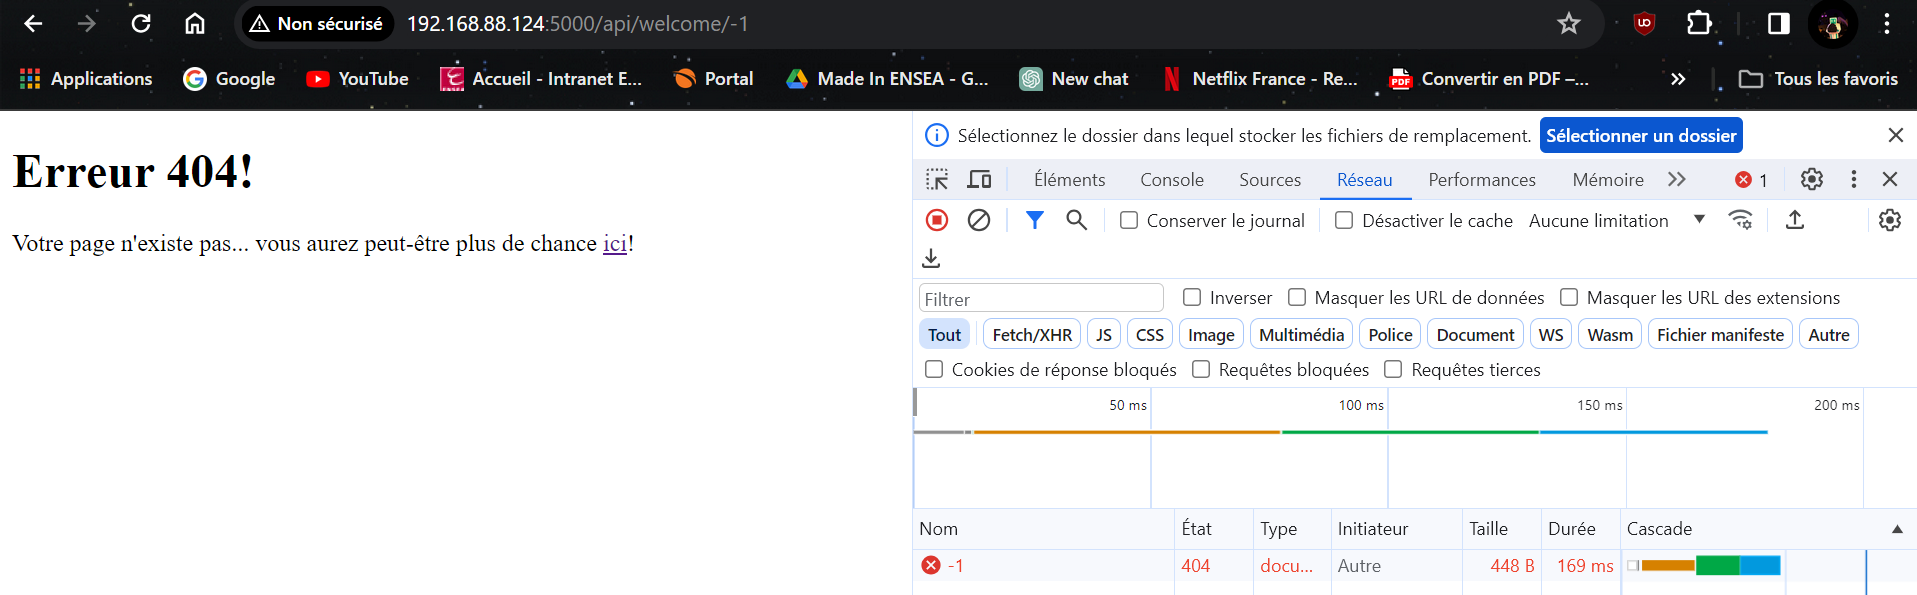 Non sécurisé 192.168.88.124:5000/api/welcome/-1
Applications Google YouTube Accueil - Intranet E... Portal Made In ENSEA - G... New chat Netflix France - Re... PDF Convertir en PDF –... » Tous les favoris
Erreur 404!
Votre page n'existe pas... vous aurez peut-être plus de chance ici!
Sélectionnez le dossier dans lequel stocker les fichiers de remplacement. Sélectionner un dossier
Éléments Console Sources Réseau Performances Mémoire » 1
Conserver le journal Désactiver le cache Aucune limitation
Filtrer Inverser Masquer les URL de données Masquer les URL des extensions
Tout Fetch/XHR JS CSS Image Multimédia Police Document WS Wasm Fichier manifeste Autre
Cookies de réponse bloqués Requêtes bloquées Requêtes tierces
50 ms 100 ms 150 ms 200 ms
Nom État Type Initiateur Taille Durée Cascade
-1 404 docu... Autre 448 B 169 ms